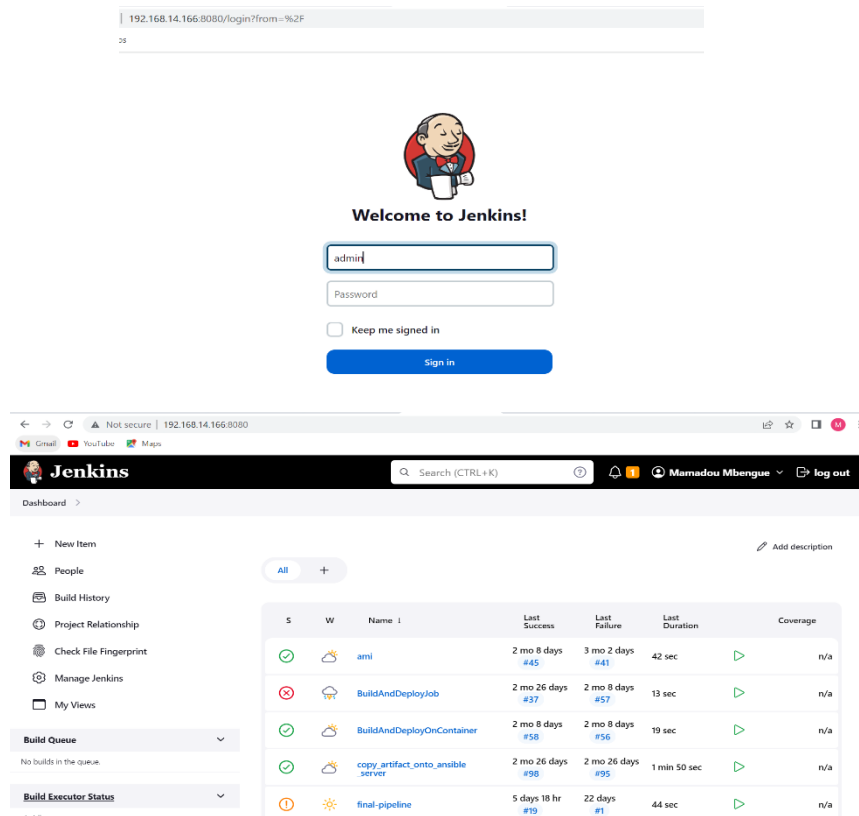 192.168.14.166:8080/login?from=%2F
os
Welcome to Jenkins!
admin
Password
Keep me signed in
Sign in
Not secure | 192.168.14.166:8080
M
Gmail YouTube Maps
Jenkins
Search (CTRL+K)
1
Mamadou Mbengue
log out
Dashboard
New Item
People
Build History
Project Relationship
Check File Fingerprint
Manage Jenkins
My Views
Build Queue
No builds in the queue.
Build Executor Status
Add description
All +
S W Name ↓ Last Success Last Failure Last Duration Coverage
ami 2 mo 8 days #45 3 mo 2 days #41 42 sec n/a
BuildAndDeployJob 2 mo 26 days #37 2 mo 8 days #57 13 sec n/a
BuildAndDeployOnContainer 2 mo 8 days #58 2 mo 8 days #56 19 sec n/a
copy_artifact_onto_ansible_server 2 mo 26 days #98 2 mo 26 days #95 1 min 50 sec n/a
final-pipeline 5 days 18 hr #19 22 days #1 44 sec n/a